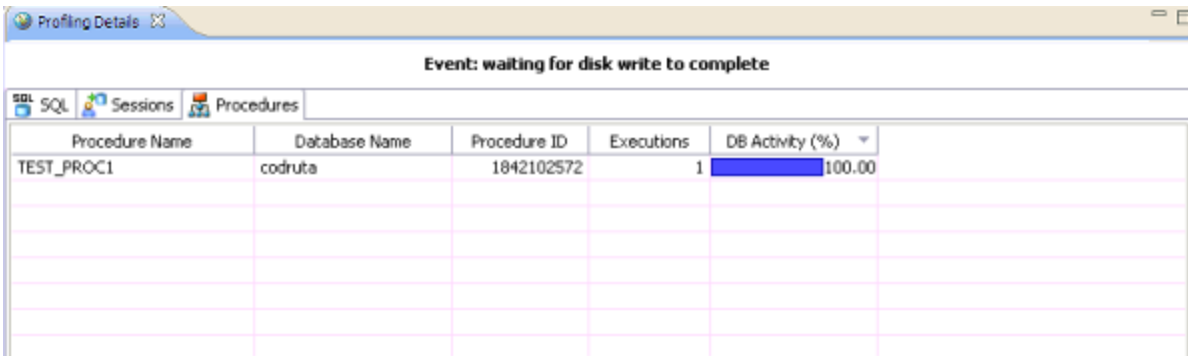 Profiling Details
Event: waiting for disk write to complete
SQL Sessions Procedures
Procedure Name Database Name Procedure ID Executions DB Activity (%)
TEST_PROC1 codruta 1842102572 1 100.00